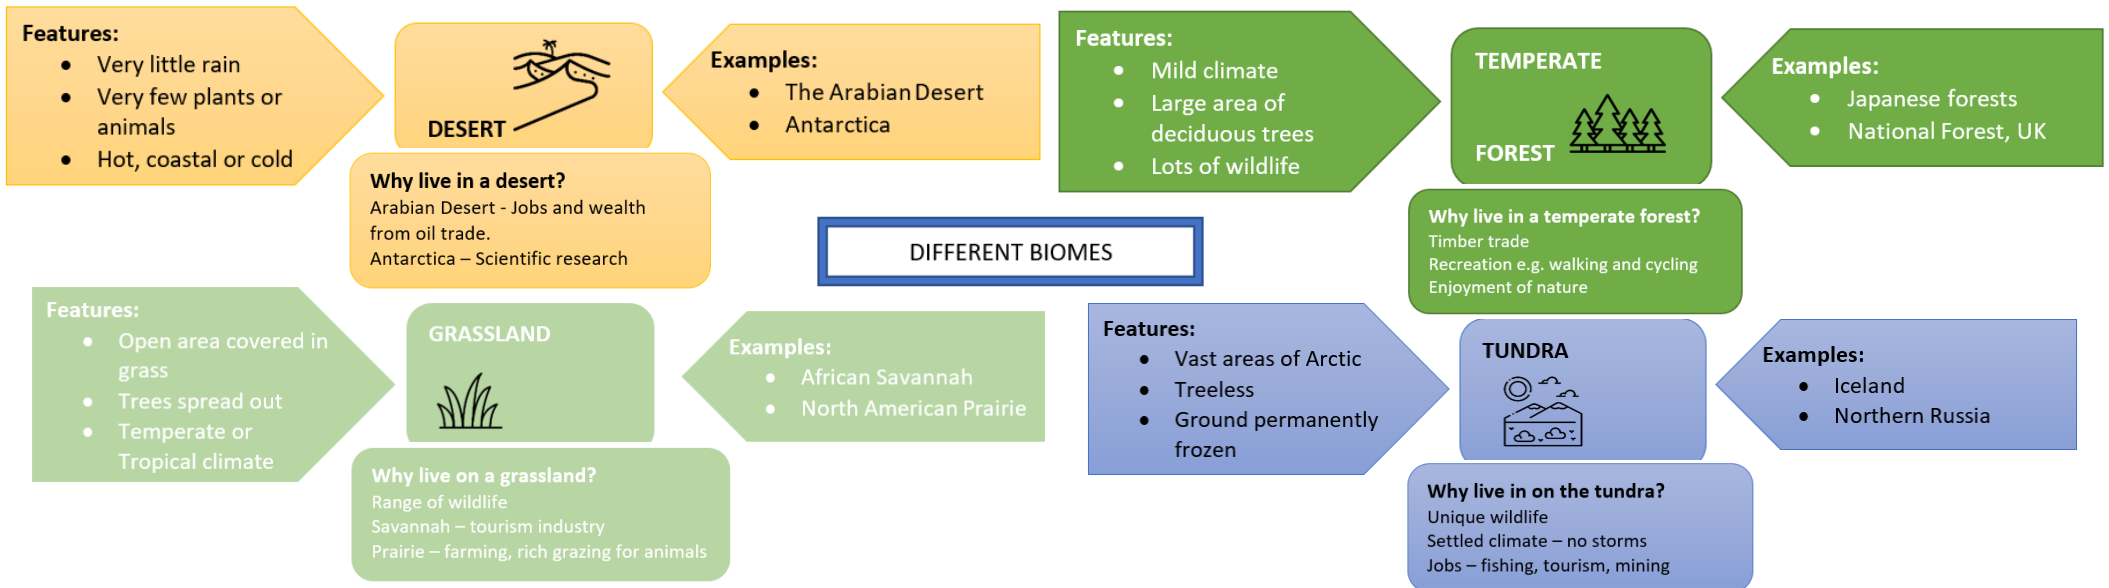 Features:
• Very little rain
• Very few plants or
animals
• Hot, coastal or cold
DESERT
Examples:
• The Arabian Desert
• Antarctica
Why live in a desert?
Arabian Desert - Jobs and wealth
from oil trade.
Antarctica – Scientific research
Features:
• Mild climate
• Large area of
deciduous trees
• Lots of wildlife
TEMPERATE
FOREST
Examples:
• Japanese forests
• National Forest, UK
Why live in a temperate forest?
Timber trade
Recreation e.g. walking and cycling
Enjoyment of nature
DIFFERENT BIOMES
Features:
• Open area covered in
grass
• Trees spread out
• Temperate or
Tropical climate
GRASSLAND
Examples:
• African Savannah
• North American Prairie
Why live on a grassland?
Range of wildlife
Savannah – tourism industry
Prairie – farming, rich grazing for animals
Features:
• Vast areas of Arctic
• Treeless
• Ground permanently
frozen
TUNDRA
Examples:
• Iceland
• Northern Russia
Why live in on the tundra?
Unique wildlife
Settled climate – no storms
Jobs – fishing, tourism, mining